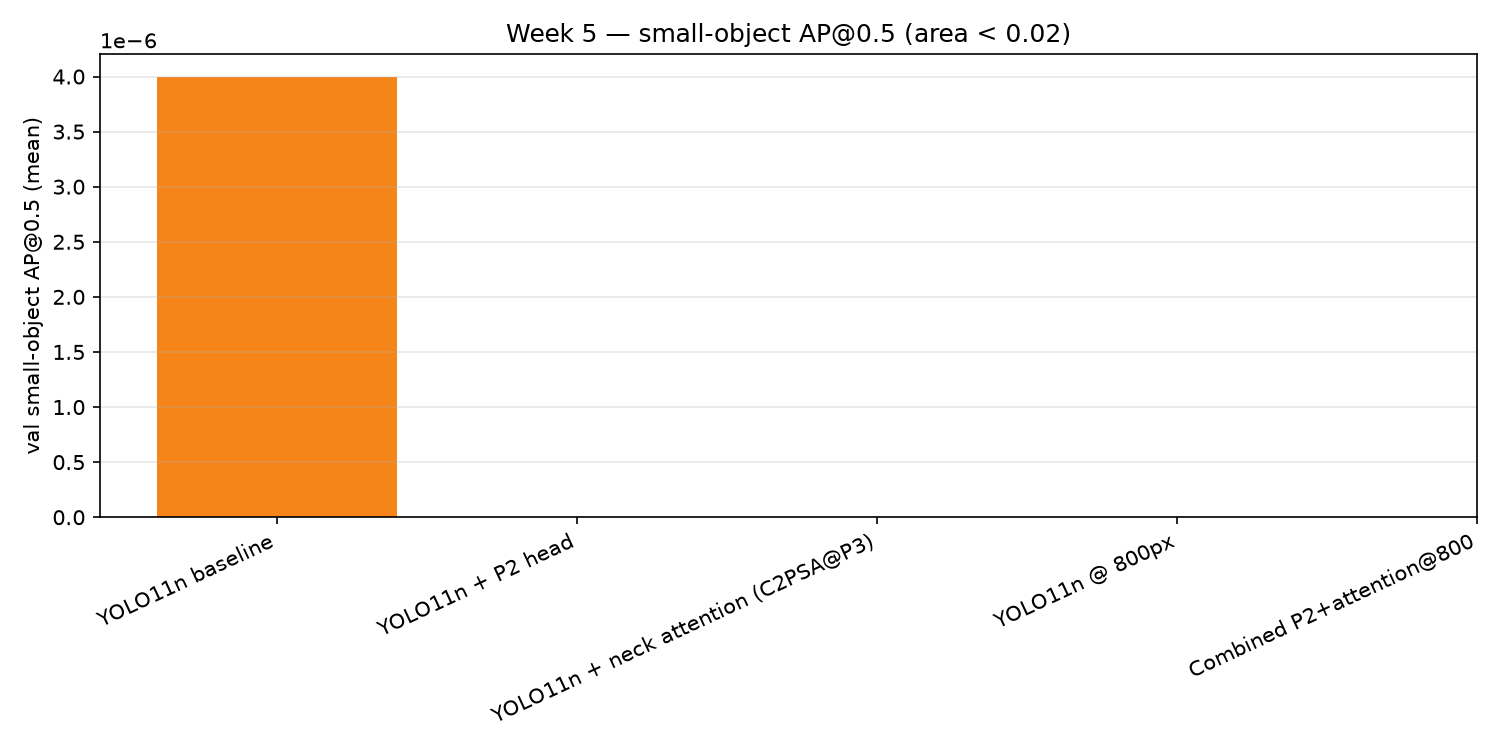 Week 5 — small-object AP@0.5 (area < 0.02)
1e−6
val small-object AP@0.5 (mean)
4.0
3.5
3.0
2.5
2.0
1.5
1.0
0.5
0.0
YOLO11n baseline
YOLO11n + P2 head
YOLO11n + neck attention (C2PSA@P3)
YOLO11n @ 800px
Combined P2+attention@800